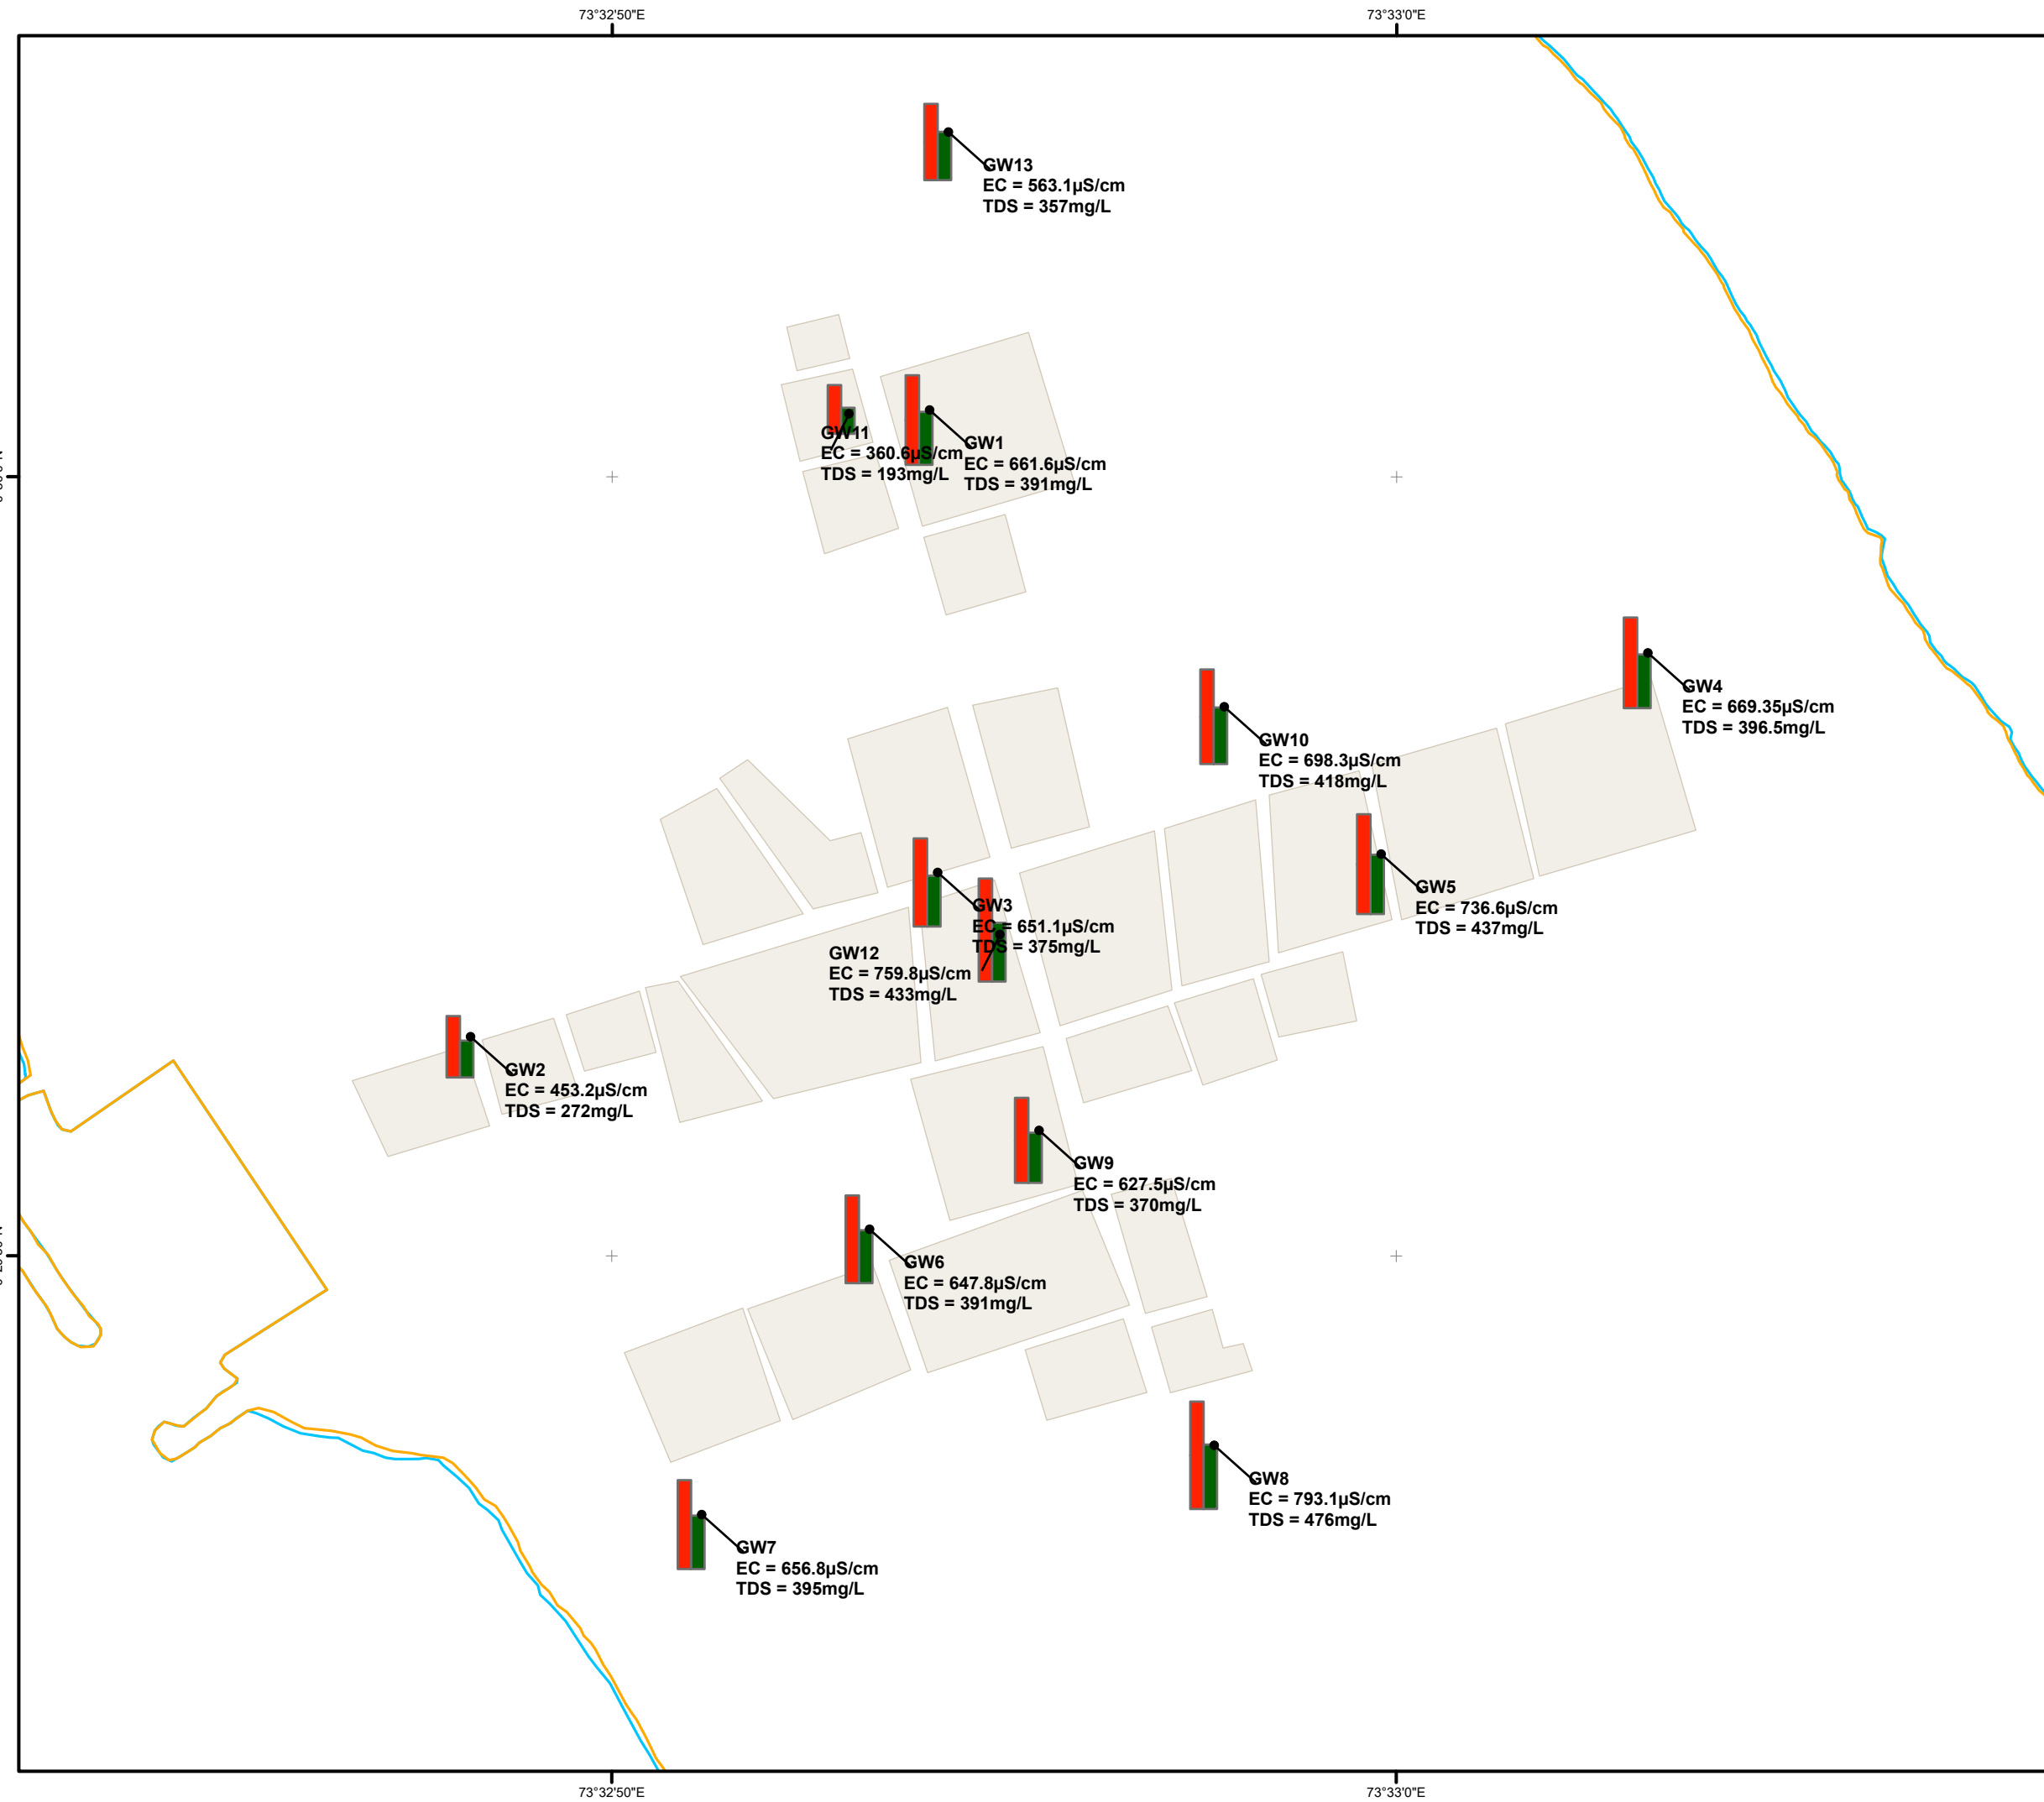 73°32'50"E
73°33'0"E
GW13
EC = 563.1µS/cm
TDS = 357mg/L
GW11
EC = 360.6µS/cm
TDS = 193mg/L
GW1
EC = 661.6µS/cm
TDS = 391mg/L
GW4
EC = 669.35µS/cm
TDS = 396.5mg/L
GW10
EC = 698.3µS/cm
TDS = 418mg/L
GW5
EC = 736.6µS/cm
TDS = 437mg/L
GW3
EC = 651.1µS/cm
TDS = 375mg/L
GW12
EC = 759.8µS/cm
TDS = 433mg/L
GW2
EC = 453.2µS/cm
TDS = 272mg/L
GW9
EC = 627.5µS/cm
TDS = 370mg/L
GW6
EC = 647.8µS/cm
TDS = 391mg/L
GW8
EC = 793.1µS/cm
TDS = 476mg/L
GW7
EC = 656.8µS/cm
TDS = 395mg/L
73°32'50"E
73°33'0"E